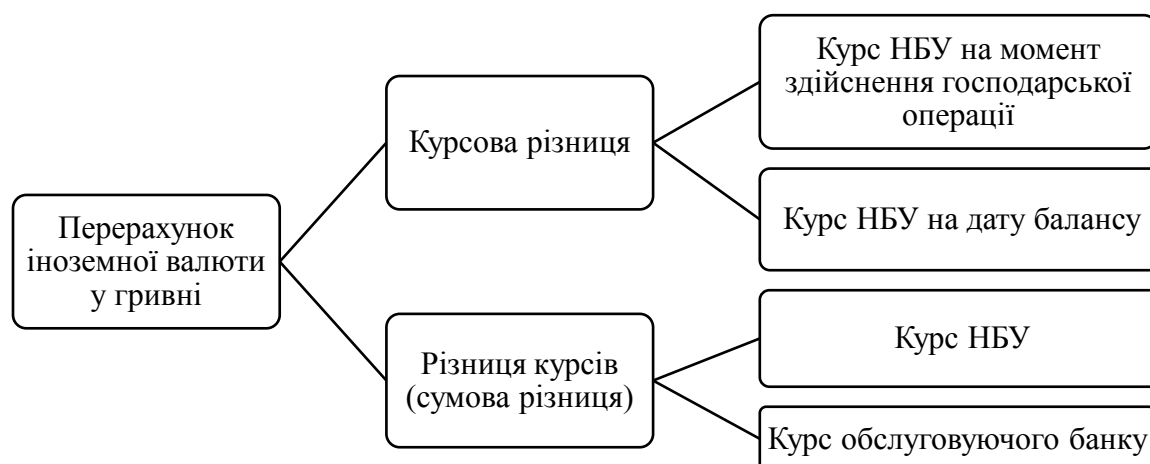 Перерахунок
іноземної валюти
у гривні
Курсова різниця
Курс НБУ на момент
здійснення господарської
операції
Курс НБУ на дату балансу
Різниця курсів
(сумова різниця)
Курс НБУ
Курс обслуговуючого банку